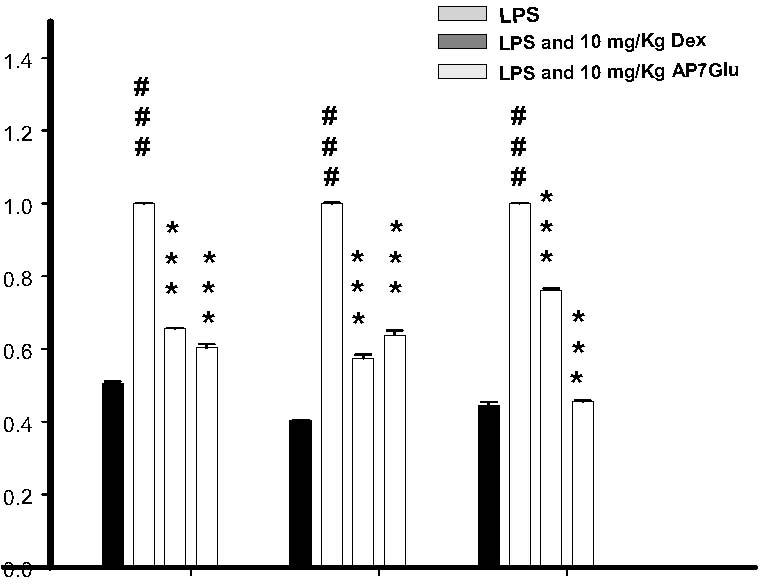 LPS
LPS and 10 mg/Kg Dex
LPS and 10 mg/Kg AP7Glu
1.4
1.2
1.0
0.8
0.6
0.4
0.2
0.0
# # #
* * *
* * *
# # #
* * *
* * *
# # #
* * *
* * *